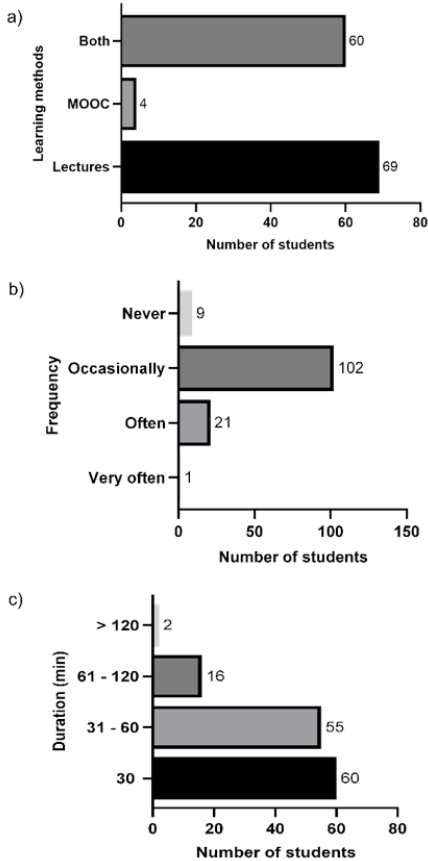 a)
Learning methods
Both
60
MOOC
4
Lectures
69
0 20 40 60 80
Number of students
b)
Frequency
Never
9
Occasionally
102
Often
21
Very often
1
0 50 100 150
Number of students
c)
Duration (min)
> 120
2
61 - 120
16
31 - 60
55
30
60
0 20 40 60 80
Number of students